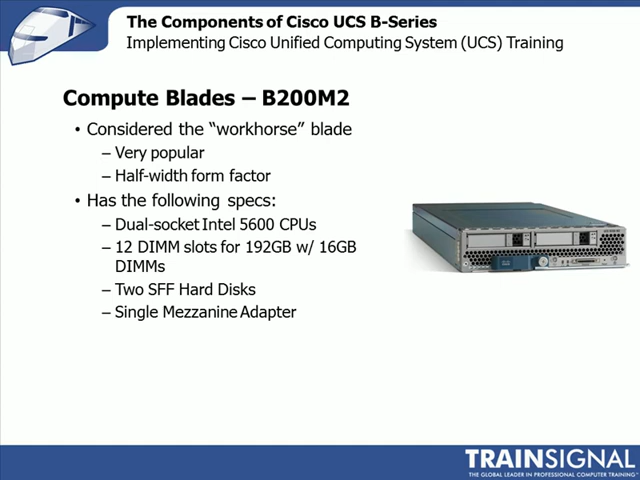 The Components of Cisco UCS B-Series
Implementing Cisco Unified Computing System (UCS) Training
Compute Blades – B200M2
• Considered the “workhorse” blade
– Very popular
– Half-width form factor
• Has the following specs:
– Dual-socket Intel 5600 CPUs
– 12 DIMM slots for 192GB w/ 16GB
DIMMs
– Two SFF Hard Disks
– Single Mezzanine Adapter
TRAINSIGNAL
THE GLOBAL LEADER IN PROFESSIONAL COMPUTER TRAINING